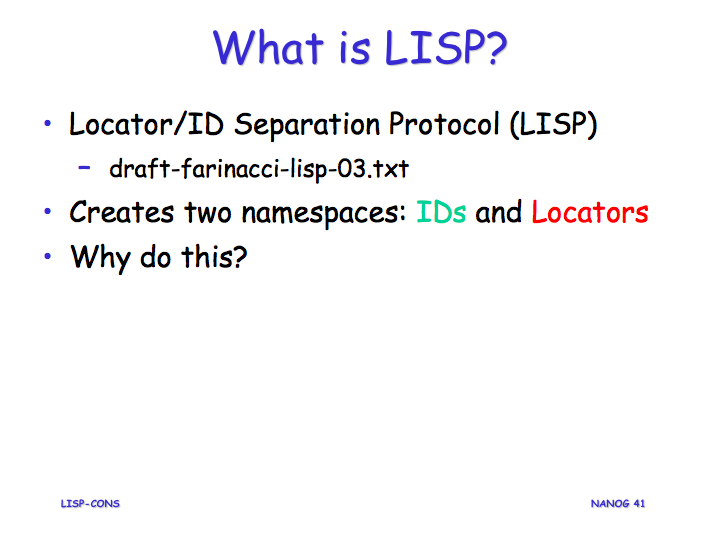 What is LISP?
• Locator/ID Separation Protocol (LISP)
– draft-farinacci-lisp-03.txt
• Creates two namespaces: IDs and Locators
• Why do this?
LISP-CONS
NANOG 41